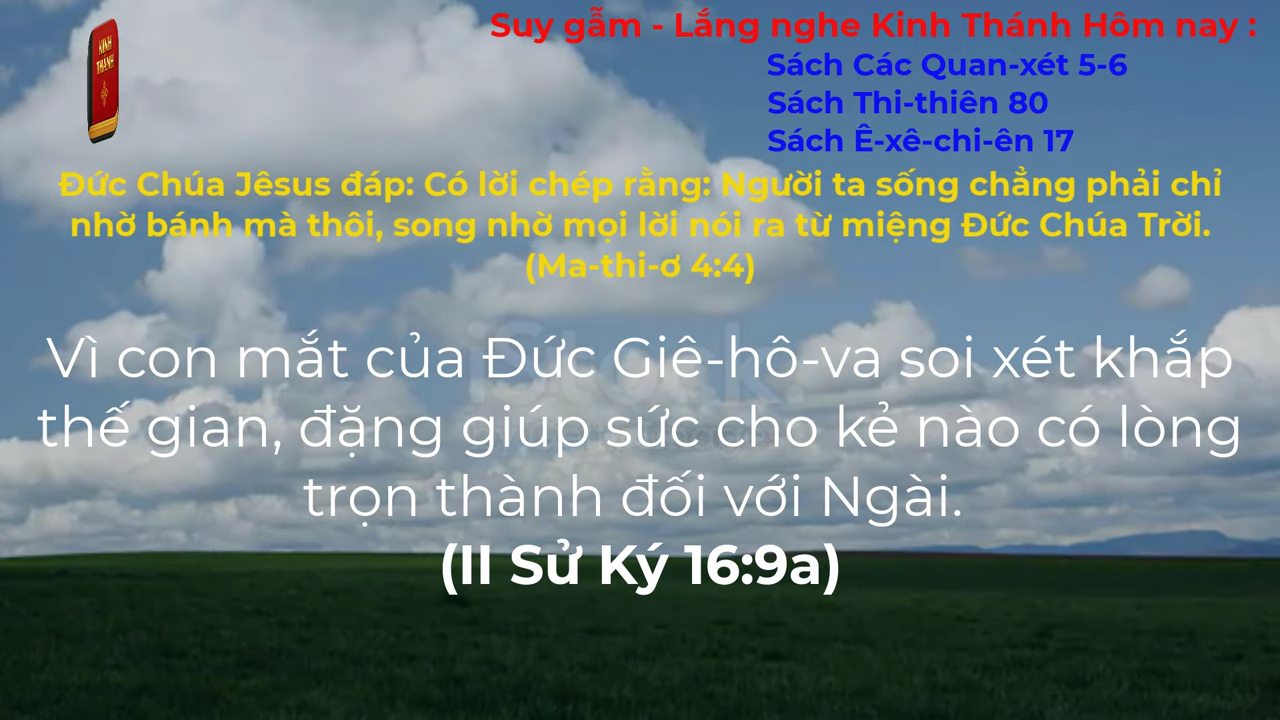 Suy gẫm - Lắng nghe Kinh Thánh Hôm nay :
Sách Các Quan-xét 5-6
Sách Thi-thiên 80
Sách Ê-xê-chi-ên 17
KINH
THÁNH
Đức Chúa Jêsus đáp: Có lời chép rằng: Người ta sống chẳng phải chỉ
nhờ bánh mà thôi, song nhờ mọi lời nói ra từ miệng Đức Chúa Trời.
(Ma-thi-ơ 4:4)
iStock
Vì con mắt của Đức Giê-hô-va soi xét khắp
thế gian, đặng giúp sức cho kẻ nào có lòng
trọn thành đối với Ngài.
(II Sử Ký 16:9a)